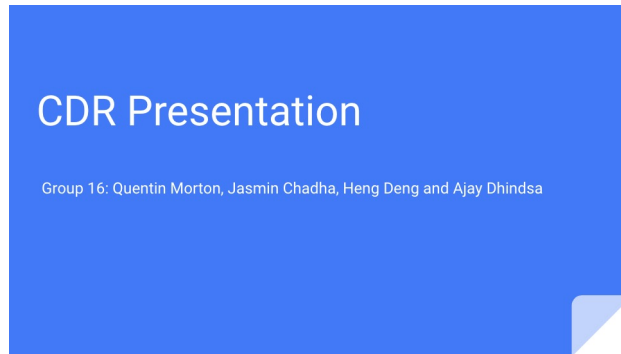 CDR Presentation
Group 16: Quentin Morton, Jasmin Chadha, Heng Deng and Ajay Dhindsa